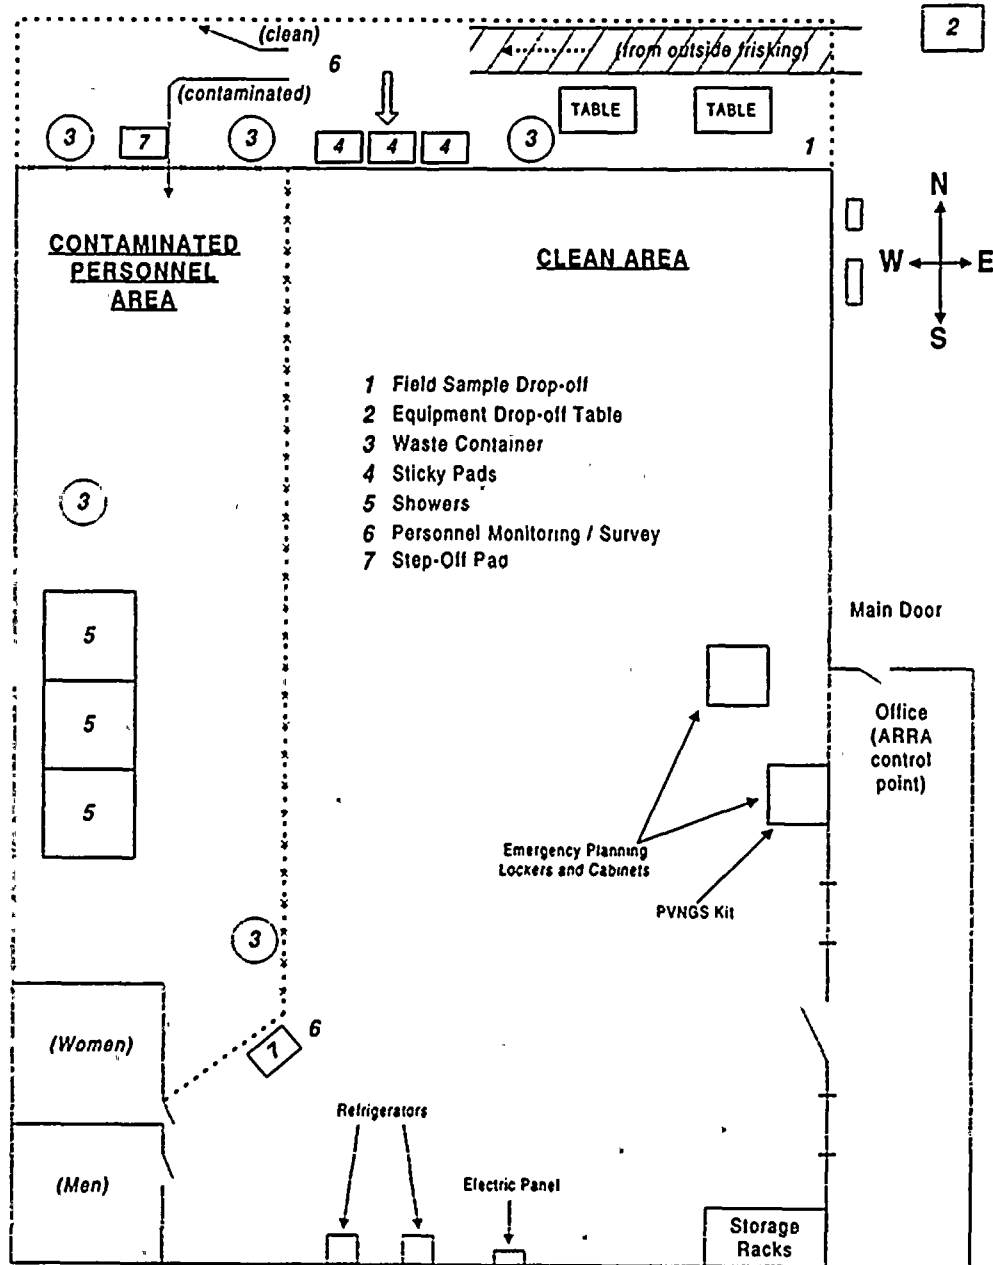 (clean)
(from outside frisking)
2
6
(contaminated)
TABLE
TABLE
3
7
3
4
4
4
3
1
N
W
E
S
CONTAMINATED
PERSONNEL
AREA
CLEAN AREA
1 Field Sample Drop-off
2 Equipment Drop-off Table
3 Waste Container
4 Sticky Pads
5 Showers
6 Personnel Monitoring / Survey
7 Step-Off Pad
3
5
5
5
Main Door
Office
(ARRA
control
point)
Emergency Planning
Lockers and Cabinets
PVNGS Kit
3
6
7
(Women)
(Men)
Refrigerators
Electric Panel
Storage
Racks